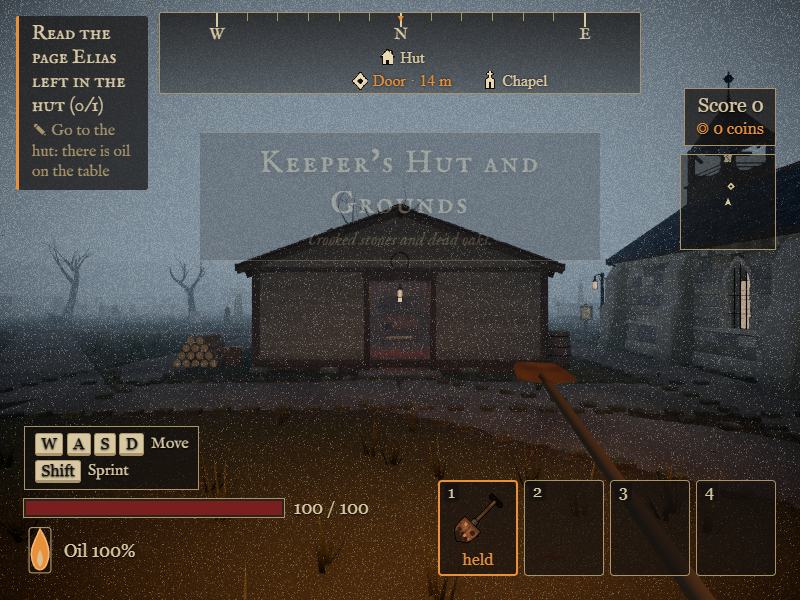 Read the
page Elias
left in the
hut (0/1)
Go to the
hut: there is oil
on the table
W N E
Hut
Door · 14 m Chapel
Score 0
0 coins
Keeper's Hut and
Grounds
Crooked stones and dead oaks.
W A S D Move
Shift Sprint
100 / 100
Oil 100%
1 2 3 4
held